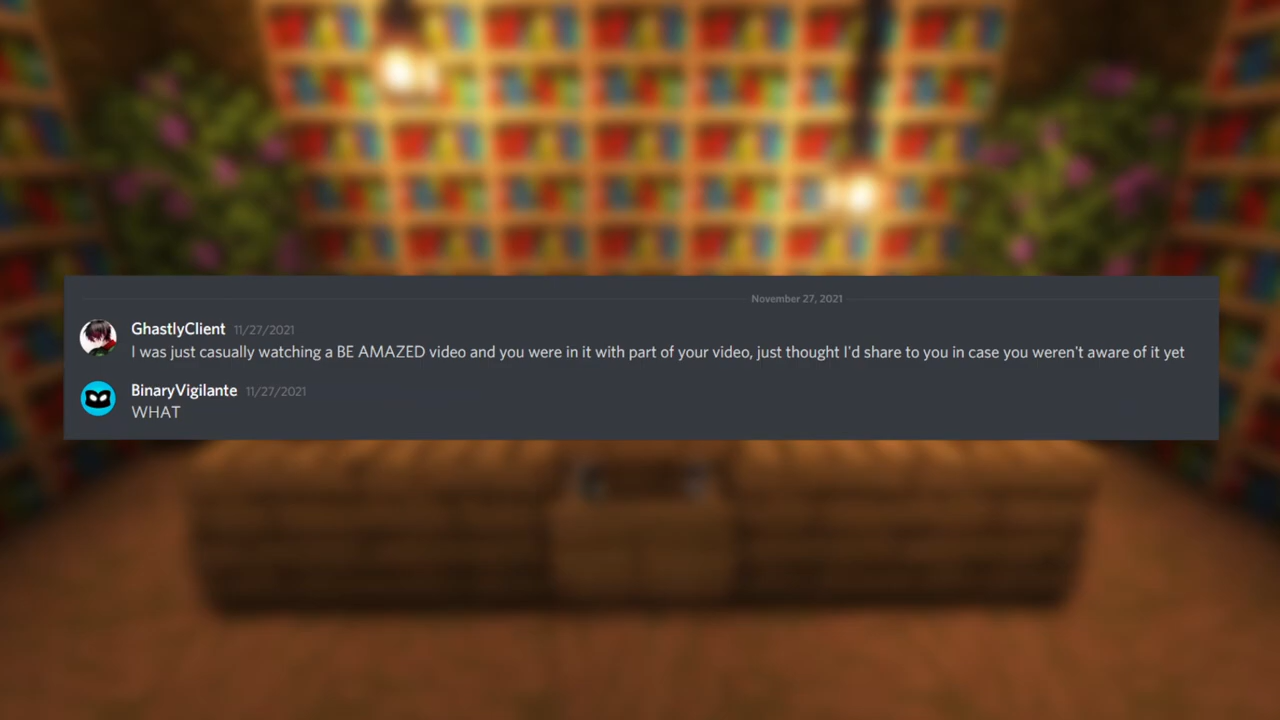 November 27, 2021
GhastlyClient 11/27/2021
I was just casually watching a BE AMAZED video and you were in it with part of your video, just thought I'd share to you in case you weren't aware of it yet
BinaryVigilante 11/27/2021
WHAT